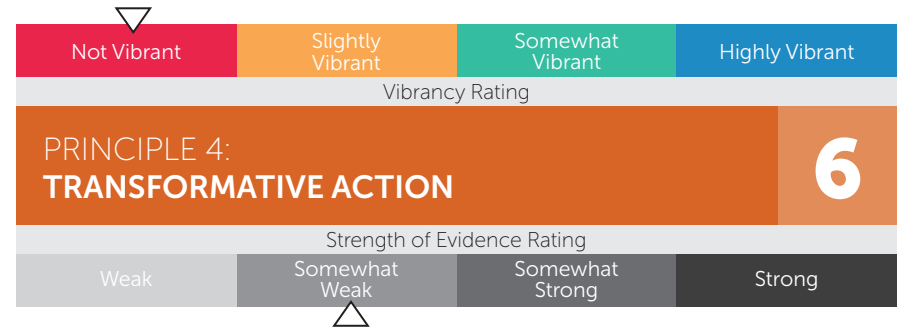 Not Vibrant
Slightly
Vibrant
Somewhat
Vibrant
Highly Vibrant
Vibrancy Rating
PRINCIPLE 4:
TRANSFORMATIVE ACTION
6
Strength of Evidence Rating
Weak
Somewhat
Weak
Somewhat
Strong
Strong